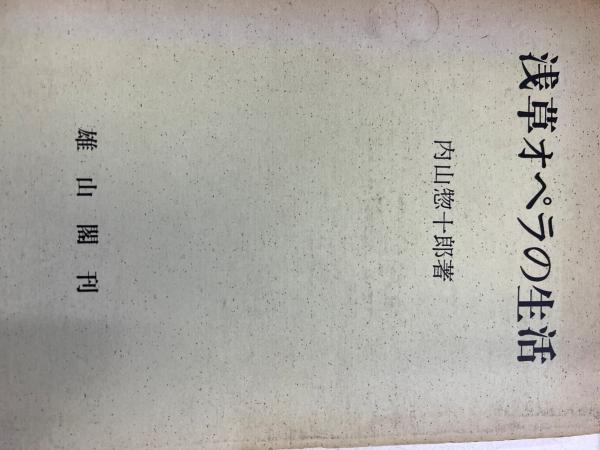 浅草オペラの生活
内山惣十郎著
雄山閣刊